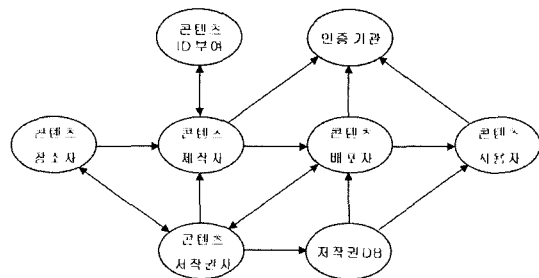 콘텐츠
ID 부여
인증 기관
콘텐츠
창조자
콘텐츠
제작자
콘텐츠
배포자
콘텐츠
사용자
콘텐츠
저작권자
저작권DB